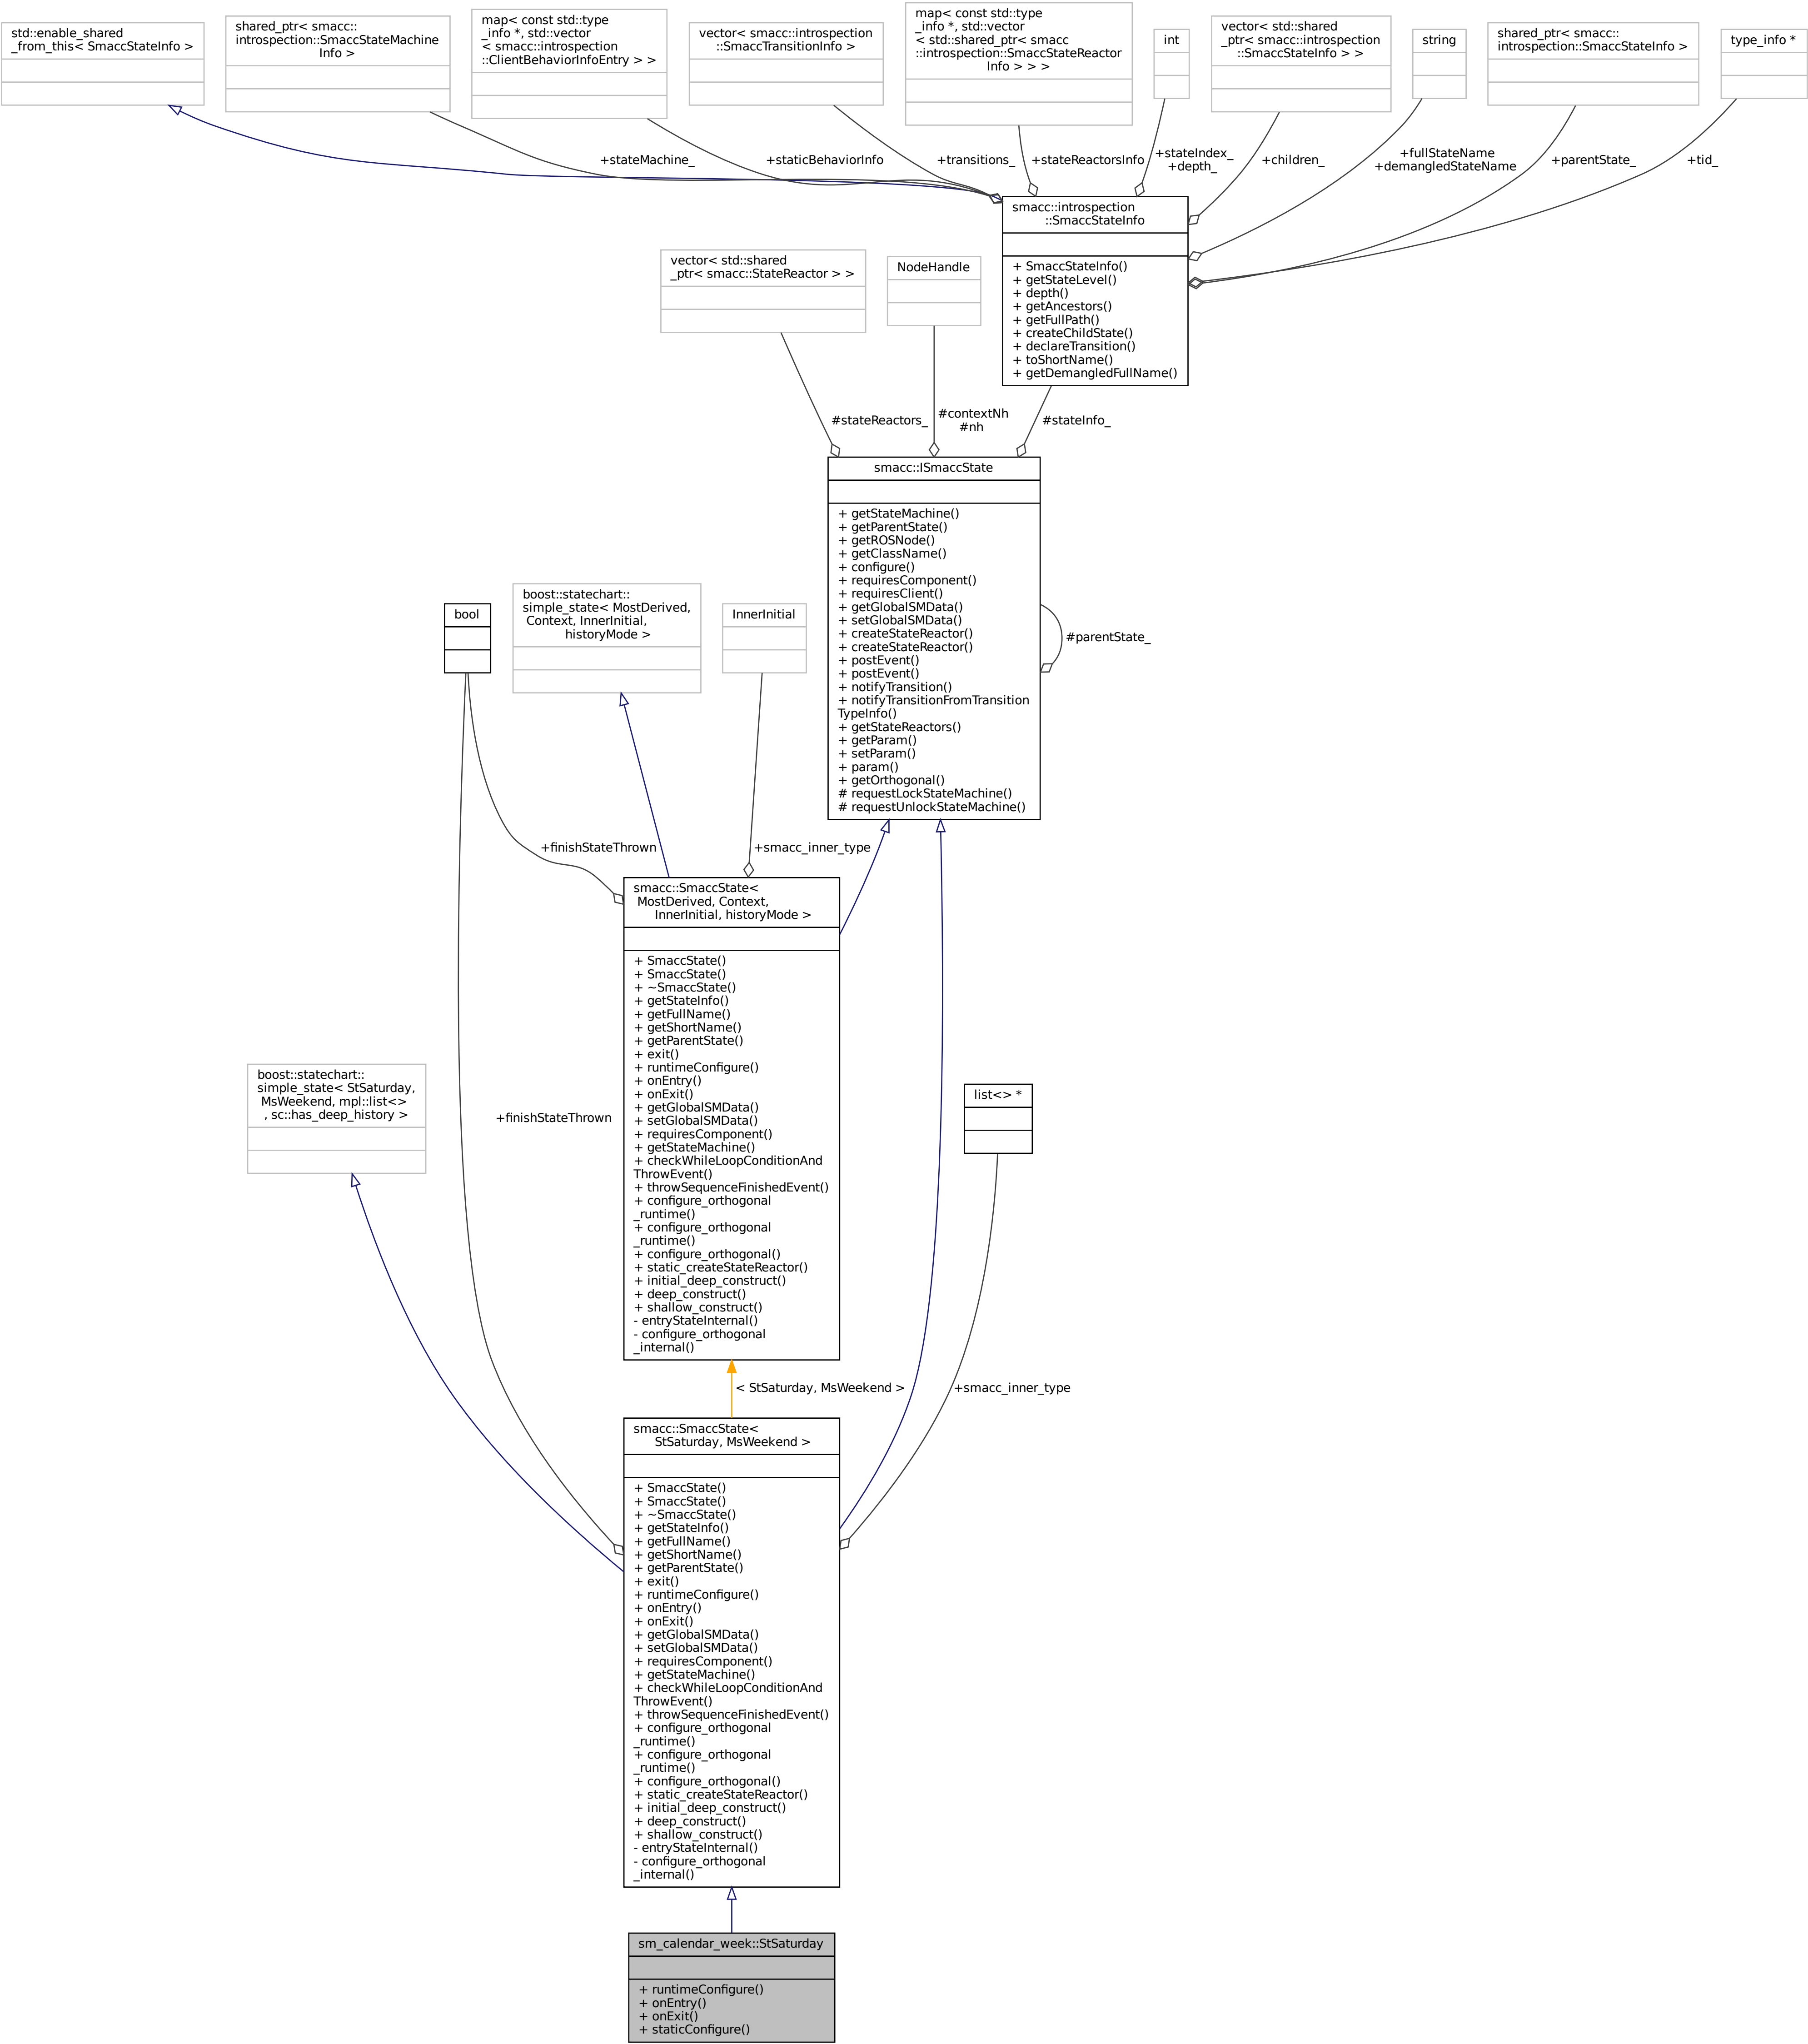 std::enable_shared
_from_this< SmaccStateInfo >
shared_ptr< smacc::
introspection::SmaccStateMachine
Info >
map< const std::type
_info *, std::vector
< smacc::introspection
::ClientBehaviorInfoEntry > >
vector< smacc::introspection
::SmaccTransitionInfo >
map< const std::type
_info *, std::vector
< std::shared_ptr< smacc
::introspection::SmaccStateReactor
Info > > >
int
vector< std::shared
_ptr< smacc::introspection
::SmaccStateInfo > >
string
shared_ptr< smacc::
introspection::SmaccStateInfo >
type_info *
+stateMachine_
+staticBehaviorInfo
+transitions_
+stateReactorsInfo
+stateIndex_
+depth_
+children_
+fullStateName
+demangledStateName
+parentState_
+tid_
smacc::introspection
::SmaccStateInfo
+ SmaccStateInfo()
+ getStateLevel()
+ depth()
+ getAncestors()
+ getFullPath()
+ createChildState()
+ declareTransition()
+ toShortName()
+ getDemangledFullName()
vector< std::shared
_ptr< smacc::StateReactor > >
NodeHandle
#stateReactors_
#contextNh
#nh
#stateInfo_
smacc::ISmaccState
+ getStateMachine()
+ getParentState()
+ getROSNode()
+ getClassName()
+ configure()
+ requiresComponent()
+ requiresClient()
+ getGlobalSMData()
+ setGlobalSMData()
+ createStateReactor()
+ createStateReactor()
+ postEvent()
+ postEvent()
+ notifyTransition()
+ notifyTransitionFromTransition
TypeInfo()
+ getStateReactors()
+ getParam()
+ setParam()
+ param()
+ getOrthogonal()
# requestLockStateMachine()
# requestUnlockStateMachine()
#parentState_
bool
boost::statechart::
simple_state< MostDerived,
Context, InnerInitial,
historyMode >
InnerInitial
+finishStateThrown
+smacc_inner_type
smacc::SmaccState<
MostDerived, Context,
InnerInitial, historyMode >
+ SmaccState()
+ SmaccState()
+ ~SmaccState()
+ getStateInfo()
+ getFullName()
+ getShortName()
+ getParentState()
+ exit()
+ runtimeConfigure()
+ onEntry()
+ onExit()
+ getGlobalSMData()
+ setGlobalSMData()
+ requiresComponent()
+ getStateMachine()
+ checkWhileLoopConditionAnd
ThrowEvent()
+ throwSequenceFinishedEvent()
+ configure_orthogonal
_runtime()
+ configure_orthogonal
_runtime()
+ configure_orthogonal()
+ static_createStateReactor()
+ initial_deep_construct()
+ deep_construct()
+ shallow_construct()
- entryStateInternal()
- configure_orthogonal
_internal()
boost::statechart::
simple_state< StSaturday,
MsWeekend, mpl::list<>
, sc::has_deep_history >
+finishStateThrown
list<> *
< StSaturday, MsWeekend >
+smacc_inner_type
smacc::SmaccState<
StSaturday, MsWeekend >
+ SmaccState()
+ SmaccState()
+ ~SmaccState()
+ getStateInfo()
+ getFullName()
+ getShortName()
+ getParentState()
+ exit()
+ runtimeConfigure()
+ onEntry()
+ onExit()
+ getGlobalSMData()
+ setGlobalSMData()
+ requiresComponent()
+ getStateMachine()
+ checkWhileLoopConditionAnd
ThrowEvent()
+ throwSequenceFinishedEvent()
+ configure_orthogonal
_runtime()
+ configure_orthogonal
_runtime()
+ configure_orthogonal()
+ static_createStateReactor()
+ initial_deep_construct()
+ deep_construct()
+ shallow_construct()
- entryStateInternal()
- configure_orthogonal
_internal()
sm_calendar_week::StSaturday
+ runtimeConfigure()
+ onEntry()
+ onExit()
+ staticConfigure()